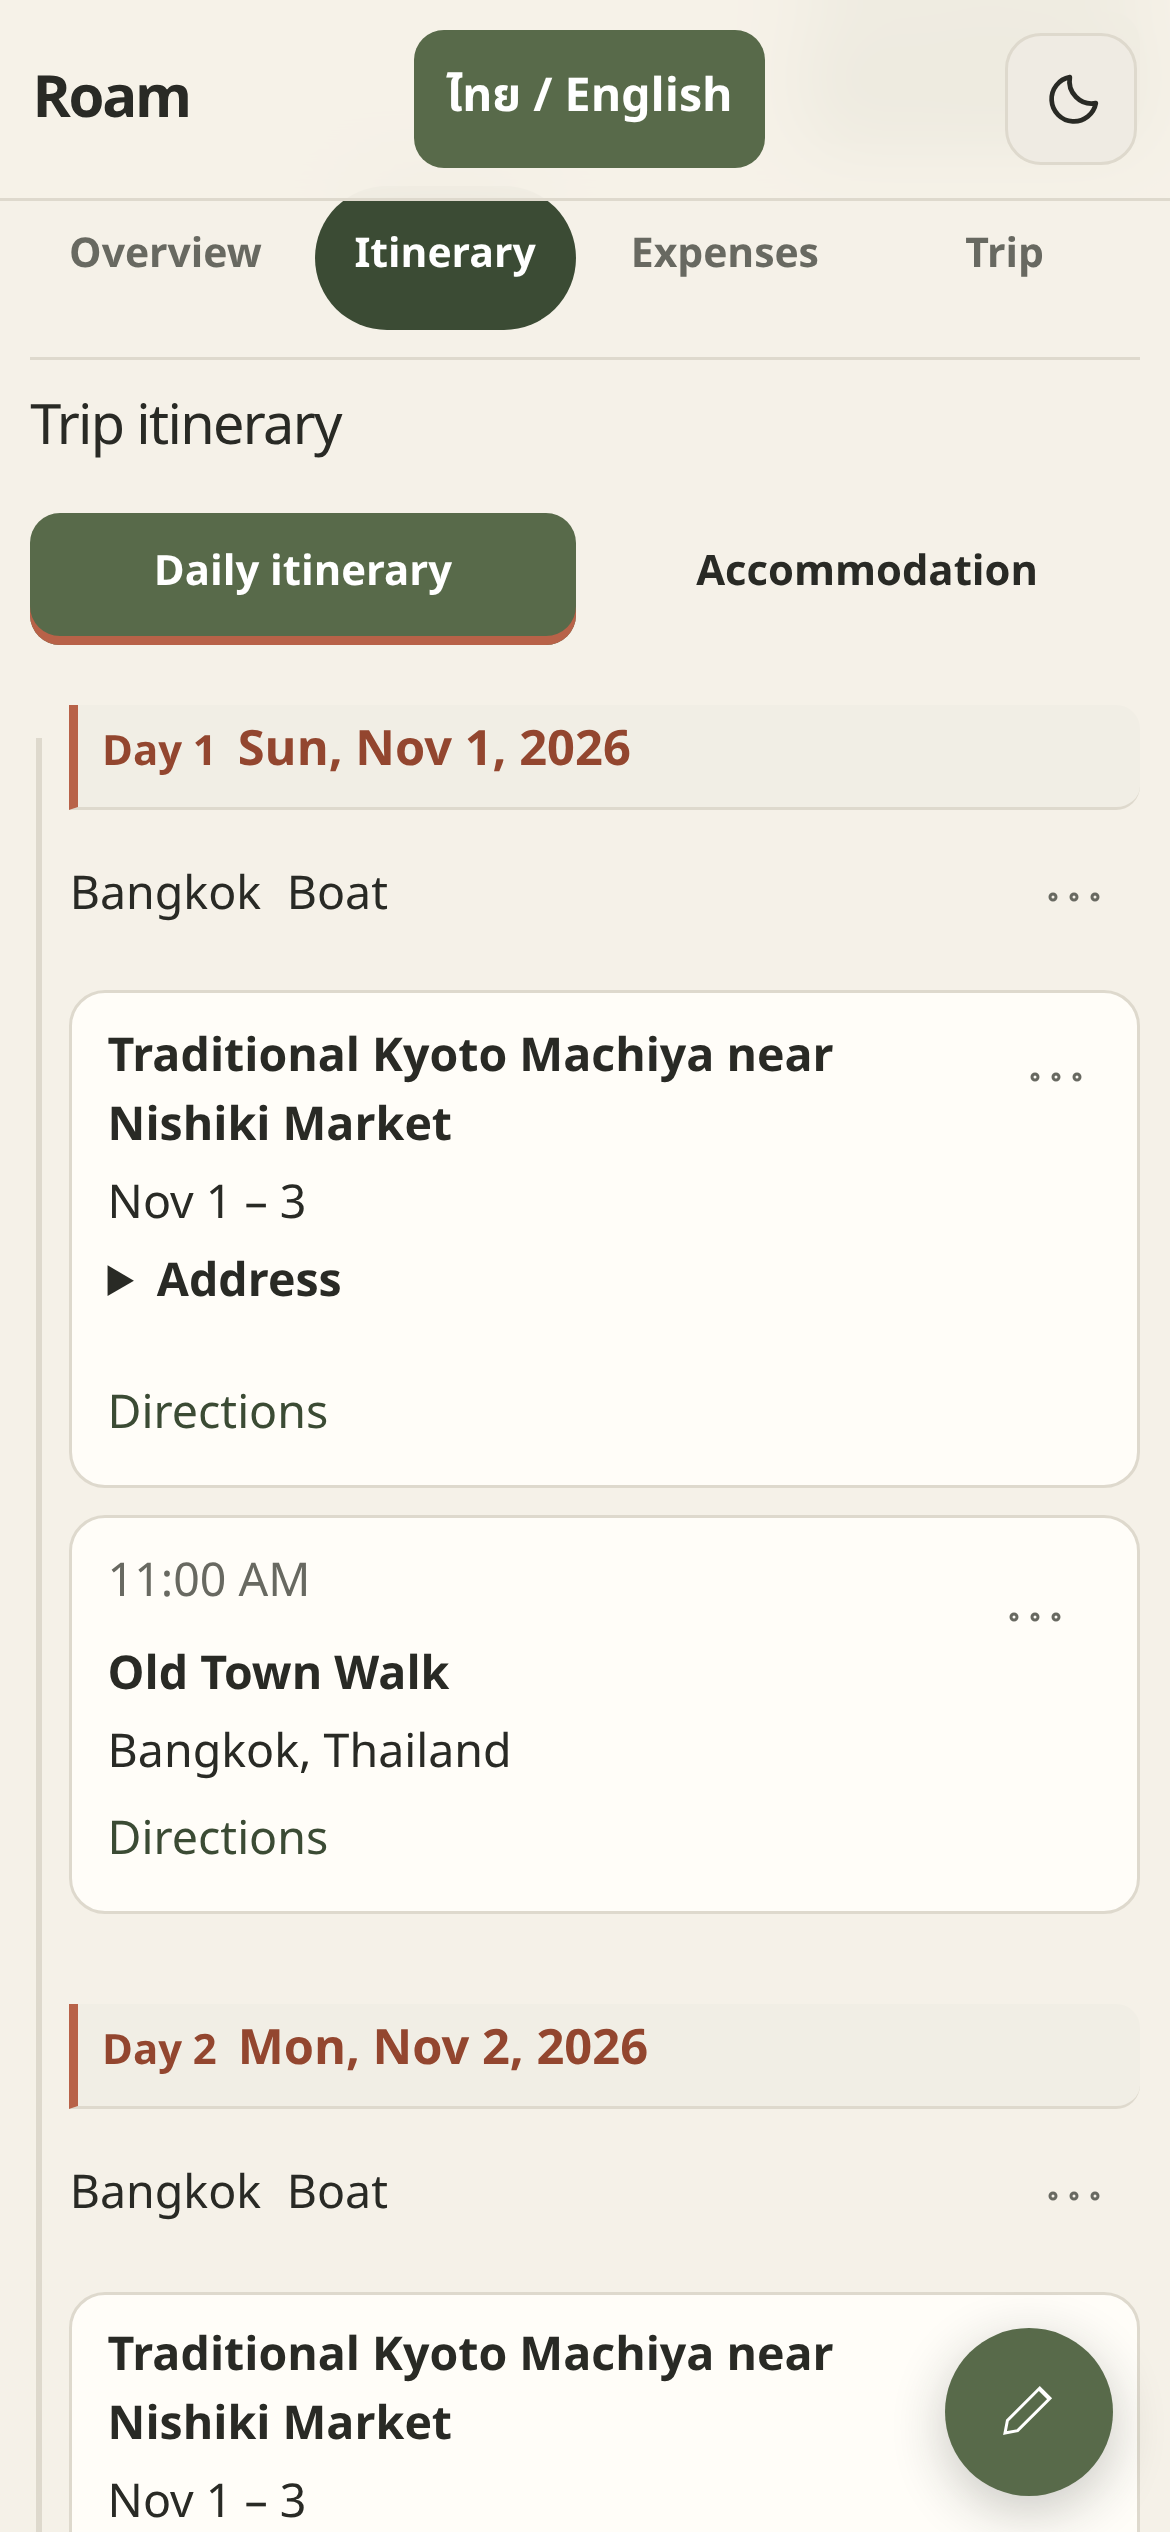 Roam
ไทย / English
Overview
Itinerary
Expenses
Trip
Trip itinerary
Daily itinerary
Accommodation
Day 1 Sun, Nov 1, 2026
Bangkok Boat
Traditional Kyoto Machiya near
Nishiki Market
Nov 1 – 3
Address
Directions
11:00 AM
Old Town Walk
Bangkok, Thailand
Directions
Day 2 Mon, Nov 2, 2026
Bangkok Boat
Traditional Kyoto Machiya near
Nishiki Market
Nov 1 – 3